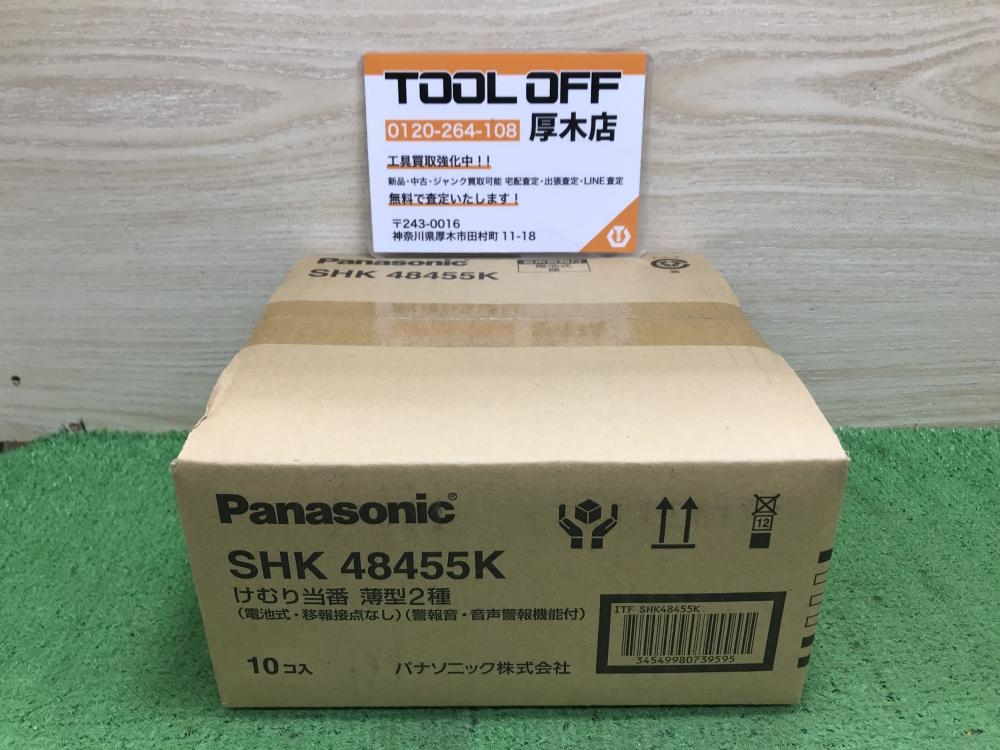 TOOL OFF
0120-264-108 厚木店
工具買取強化中!!
新品・中古・ジャンク買取可能 宅配査定・出張査定・LINE査定
無料で査定いたします!
〒243-0016
神奈川県厚木市田村町 11-18
Panasonic
SHK 48455K
電池式
Panasonic®
SHK 48455K
けむり当番 薄型2種
(電池式・移報接点なし)(警報音・音声警報機能付)
10コ入
パナソニック株式会社
12
ITF SHK48455K
34549980739595